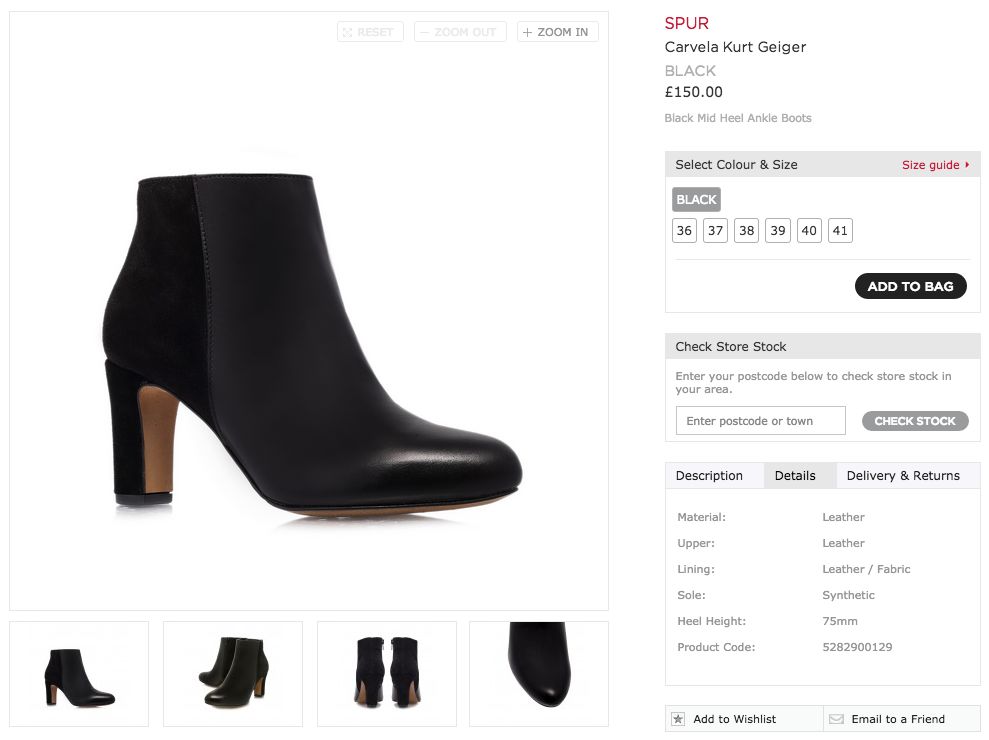 RESET
ZOOM OUT
ZOOM IN
SPUR
Carvela Kurt Geiger
BLACK
£150.00
Black Mid Heel Ankle Boots
Select Colour & Size
Size guide
BLACK
36 37 38 39 40 41
ADD TO BAG
Check Store Stock
Enter your postcode below to check store stock in
your area.
Enter postcode or town
CHECK STOCK
Description Details Delivery & Returns
Material: Leather
Upper: Leather
Lining: Leather / Fabric
Sole: Synthetic
Heel Height: 75mm
Product Code: 5282900129
Add to Wishlist
Email to a Friend